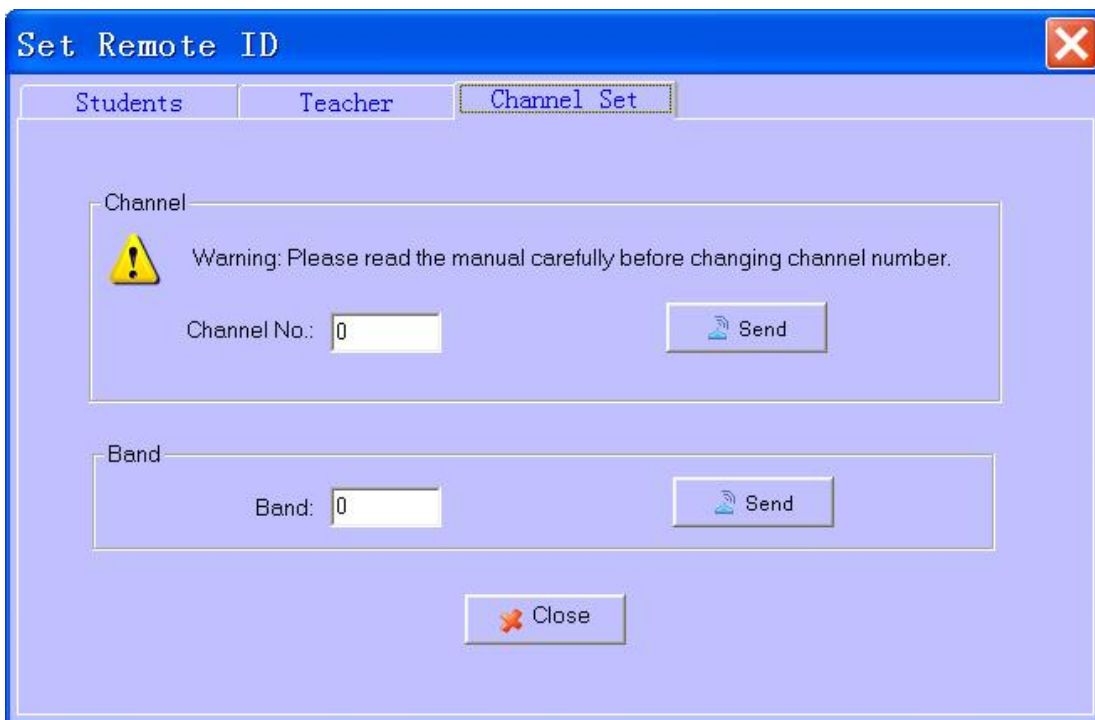 Set Remote ID
Students Teacher Channel Set
Channel
Warning: Please read the manual carefully before changing channel number.
Channel No.: 0 Send
Band
Band: 0 Send
Close